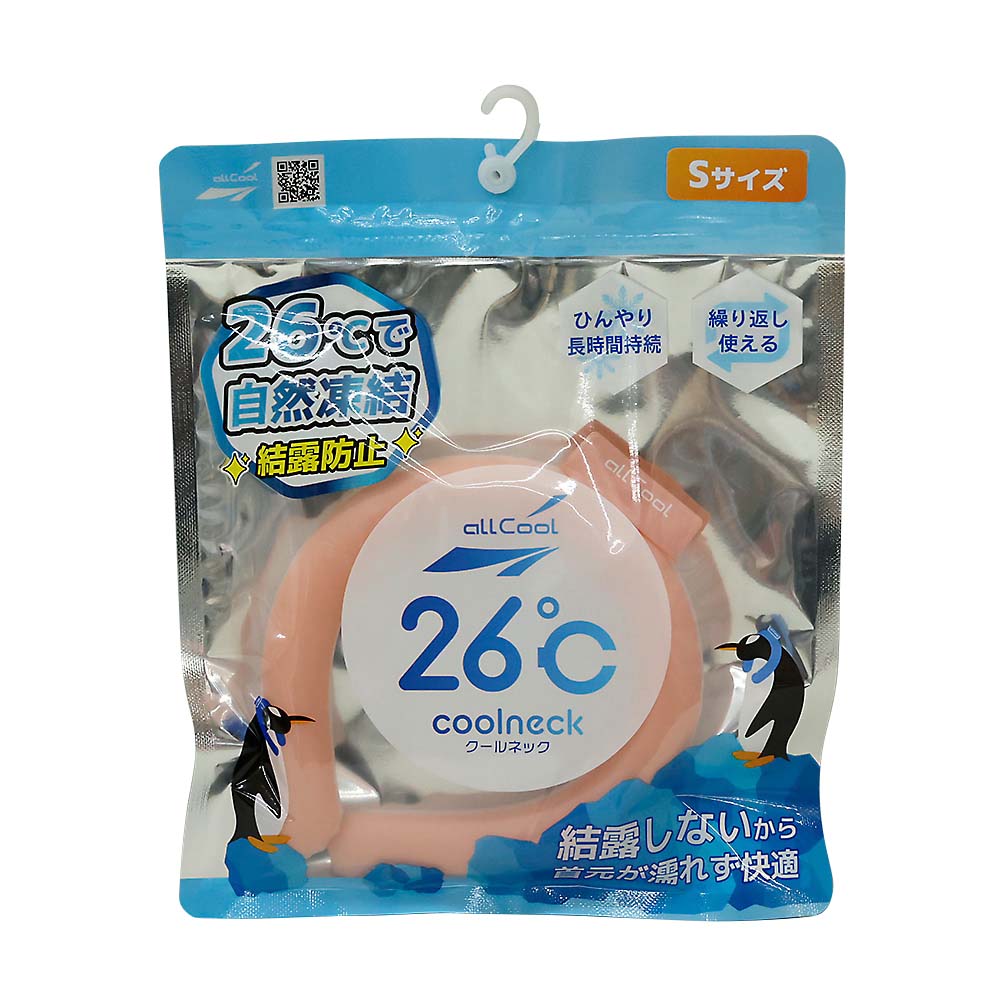 allCool
Sサイズ
26℃で
自然凍結
結露防止
ひんやり
長時間持続
繰り返し
使える
allCool
allCool
26℃
coolneck
クールネック
結露しないから
首元が濡れず快適